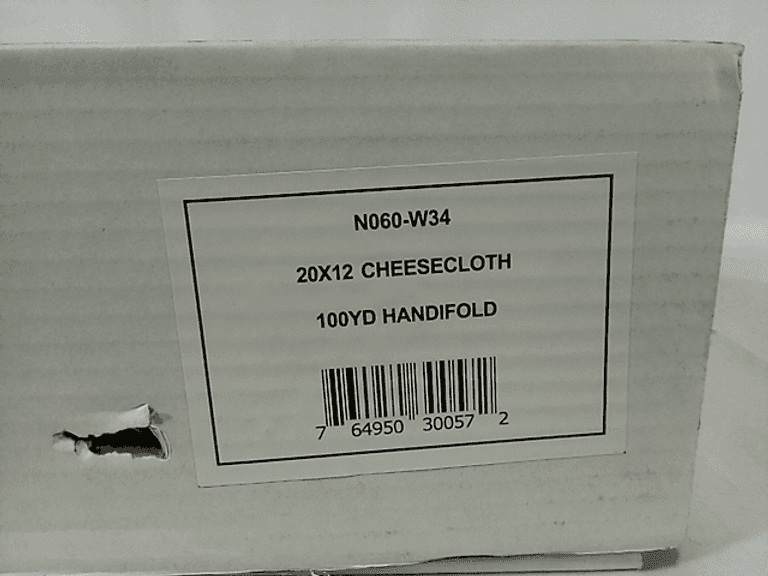 N060-W34
20X12 CHEESECLOTH
100YD HANDIFOLD
7 64950 30057 2